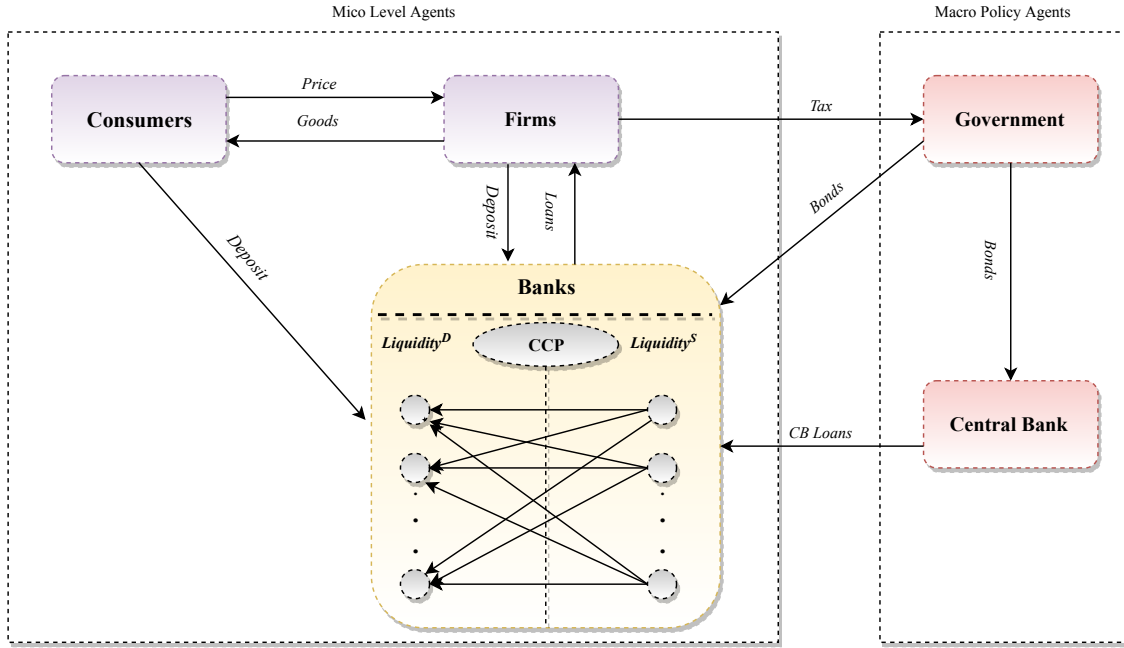 Mico Level Agents
Macro Policy Agents
Consumers
Price
Goods
Firms
Tax
Government
Deposit
Deposit
Loans
Bonds
Bonds
Banks
Liquidity^D
CCP
Liquidity^S
CB Loans
Central Bank